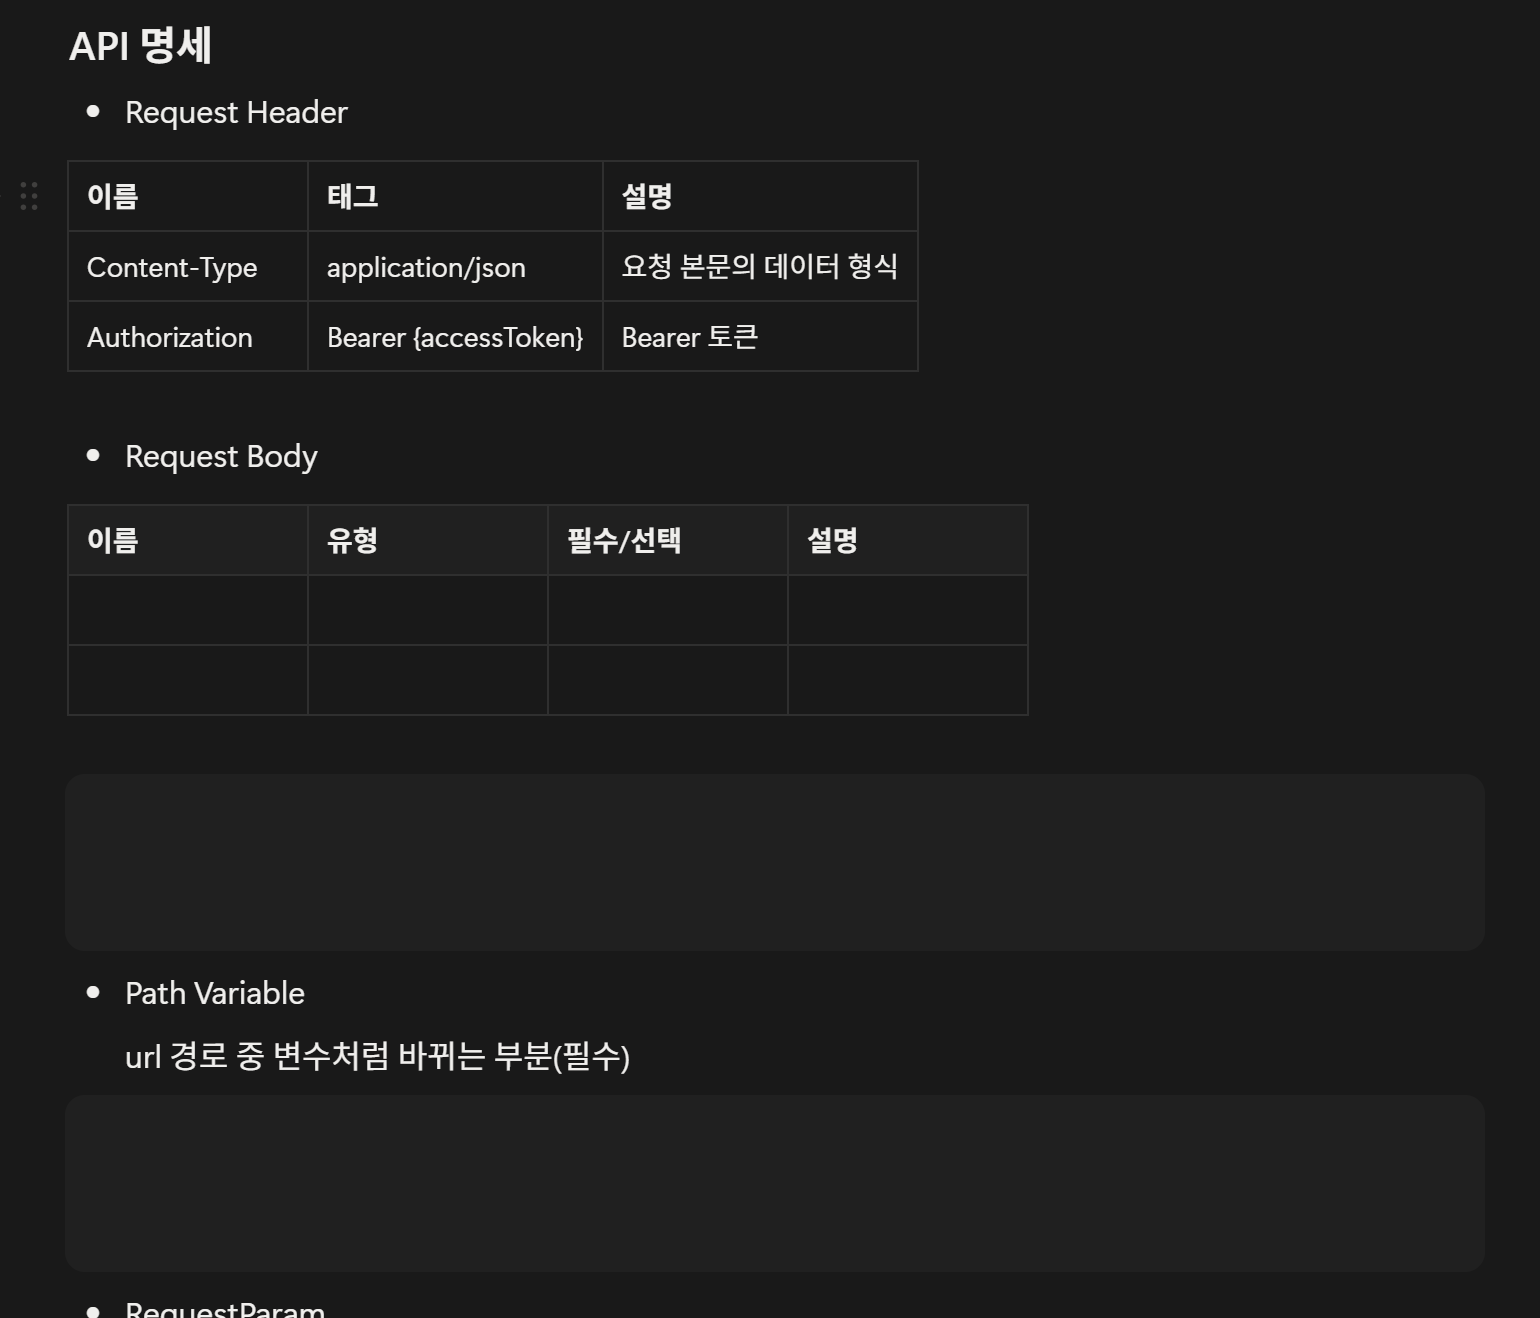 API 명세
Request Header
이름 태그 설명
Content-Type application/json 요청 본문의 데이터 형식
Authorization Bearer {accessToken} Bearer 토큰
Request Body
이름 유형 필수/선택 설명
Path Variable
url 경로 중 변수처럼 바뀌는 부분(필수)
RequestParam